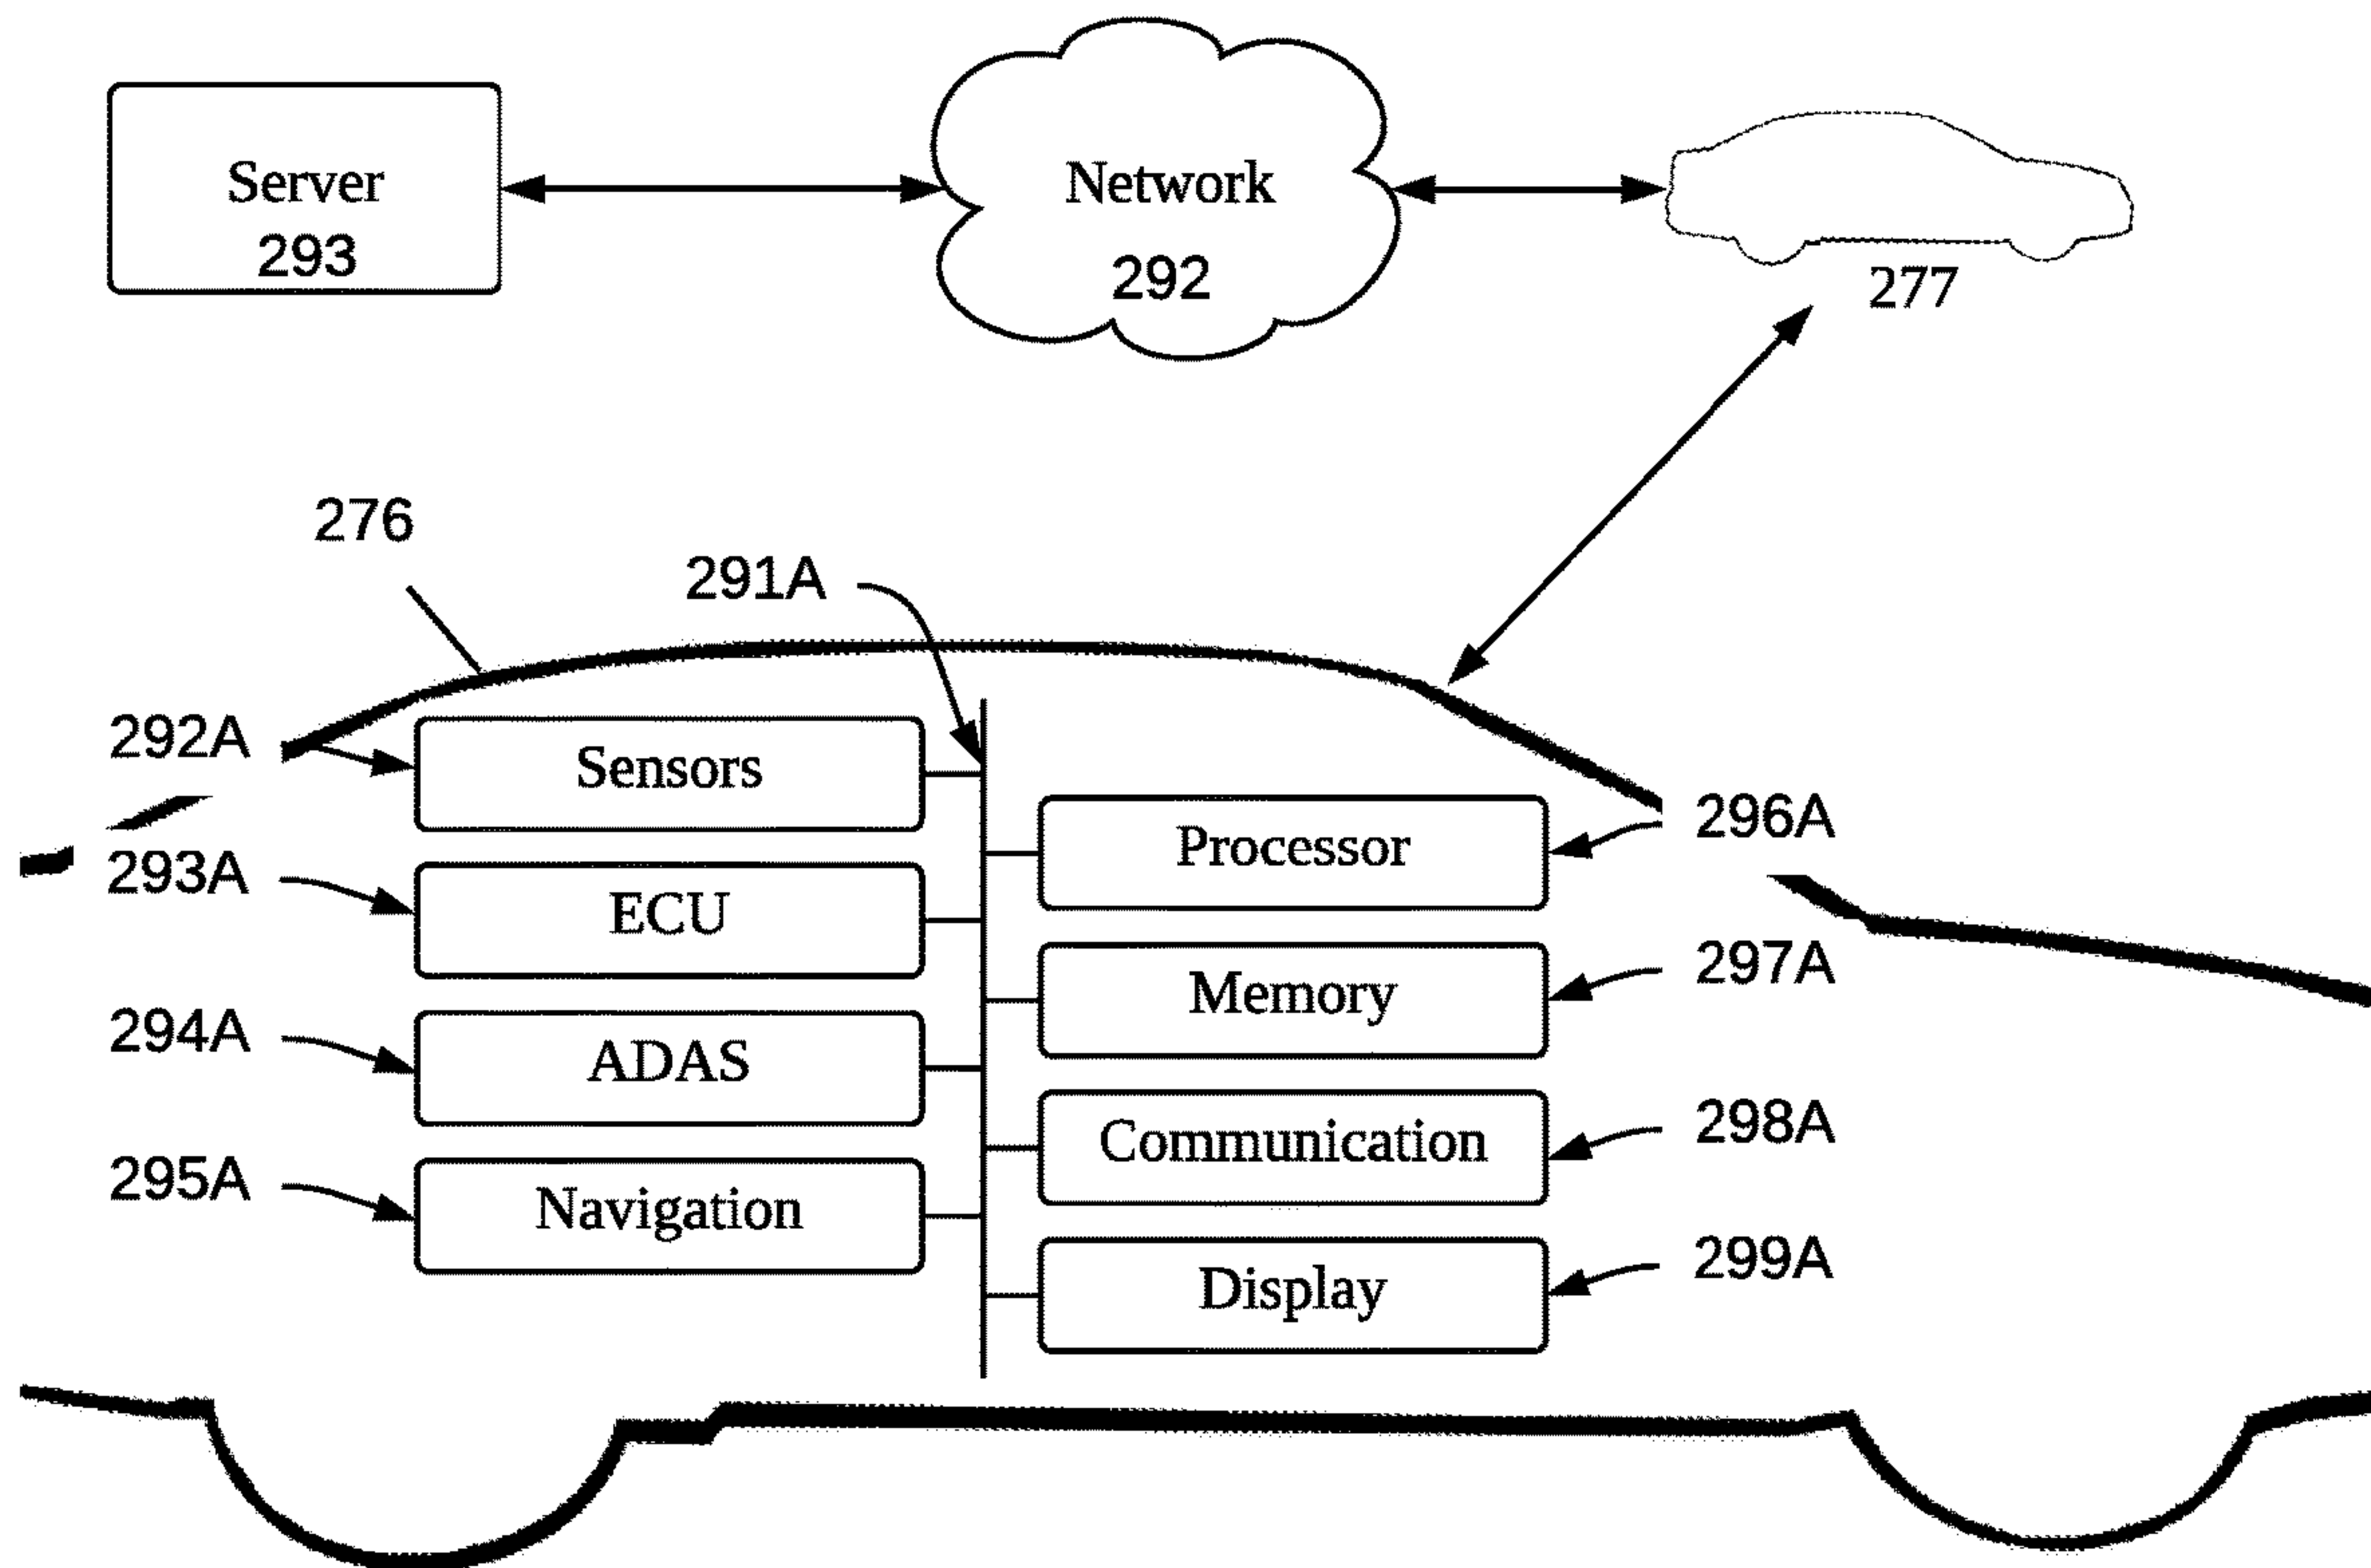 Server
293
Network
292
277
276
291A
292A
Sensors
293A
ECU
294A
ADAS
295A
Navigation
Processor
296A
Memory
297A
Communication
298A
Display
299A